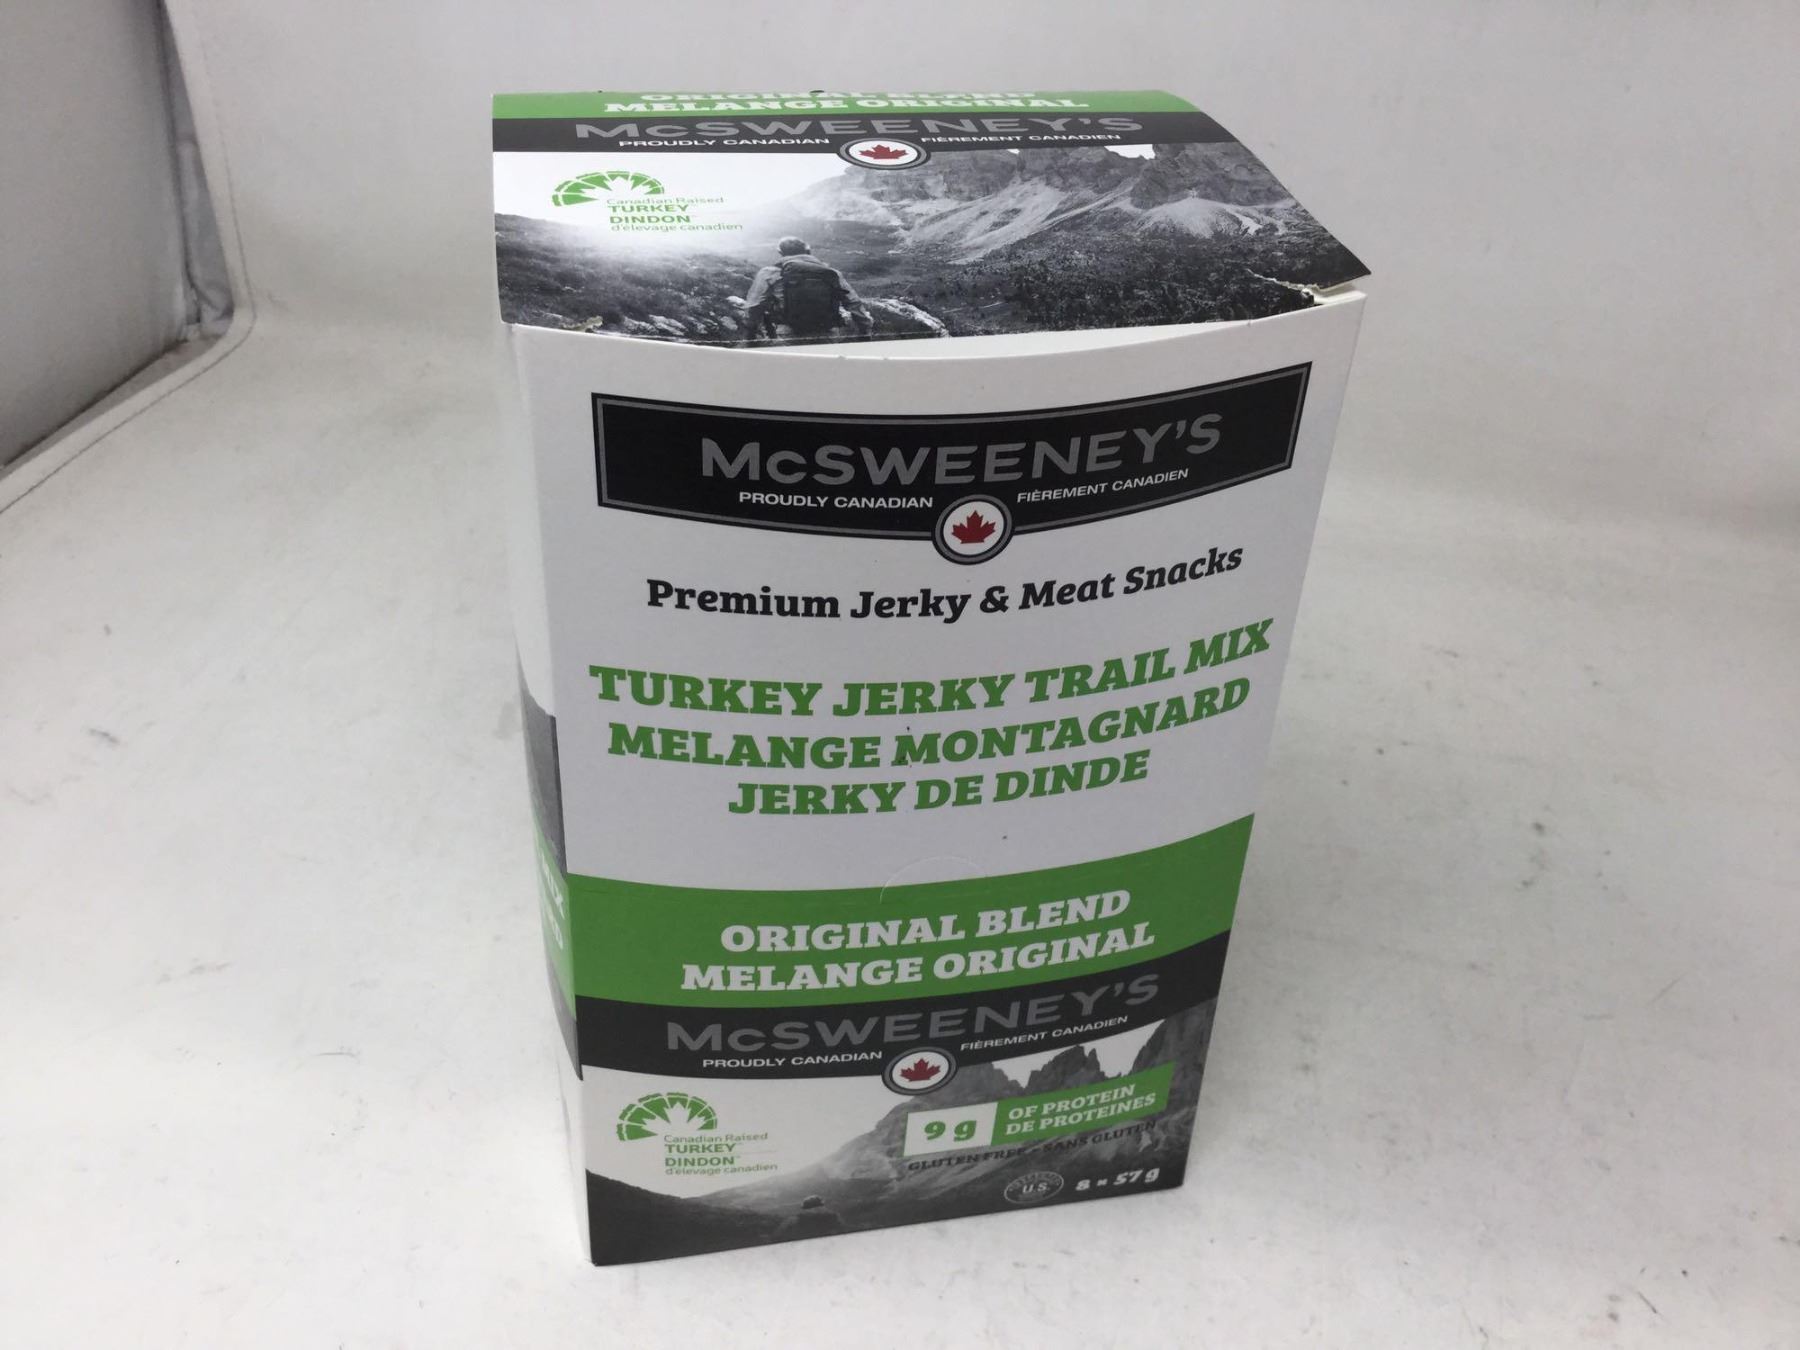 ORIGINAL BLEND
MELANGE ORIGINAL
McSWEENEY'S
PROUDLY CANADIAN FIÈREMENT CANADIEN
Canadian Raised
TURKEY
DINDON
d'élevage canadien
McSWEENEY'S
PROUDLY CANADIAN FIÈREMENT CANADIEN
Premium Jerky & Meat Snacks
TURKEY JERKY TRAIL MIX
MELANGE MONTAGNARD
JERKY DE DINDE
ORIGINAL BLEND
MELANGE ORIGINAL
McSWEENEY'S
PROUDLY CANADIAN FIÈREMENT CANADIEN
Canadian Raised
TURKEY
DINDON
d'élevage canadien
9 g
OF PROTEIN
DE PROTEINES
GLUTEN FREE - SANS GLUTEN
U.S.
8 x 57 g